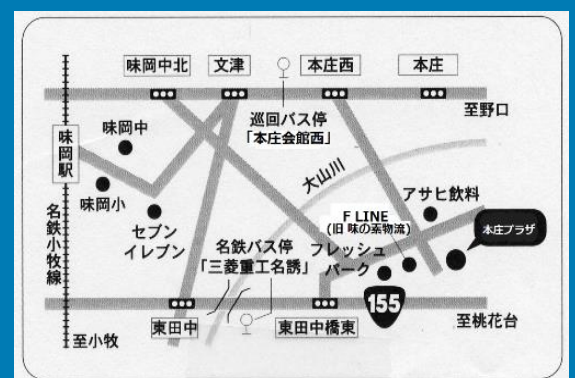 味岡中北
文津
本庄西
本庄
至野口
巡回バス停
「本庄会館西」
味岡中
味岡駅
味岡小
大山川
アサヒ飲料
F LINE
(旧 味の素物流)
本庄プラザ
セブン
イレブン
名鉄バス停
「三菱重工名誘」
フレッシュ
パーク
名鉄小牧線
155
東田中
東田中橋東
至桃花台
至小牧